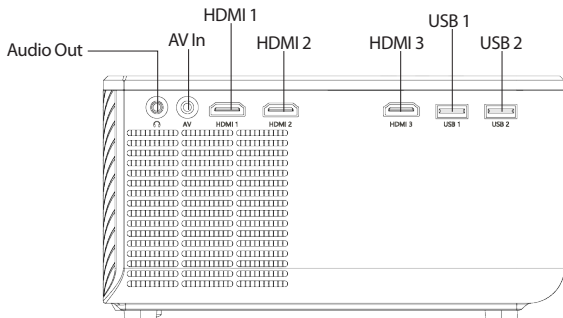 HDMI 1
USB 1
Audio Out
AV In
HDMI 2
HDMI 3
USB 2
AV
HDMI 1
HDMI 2
HDMI 3
USB 1
USB 2